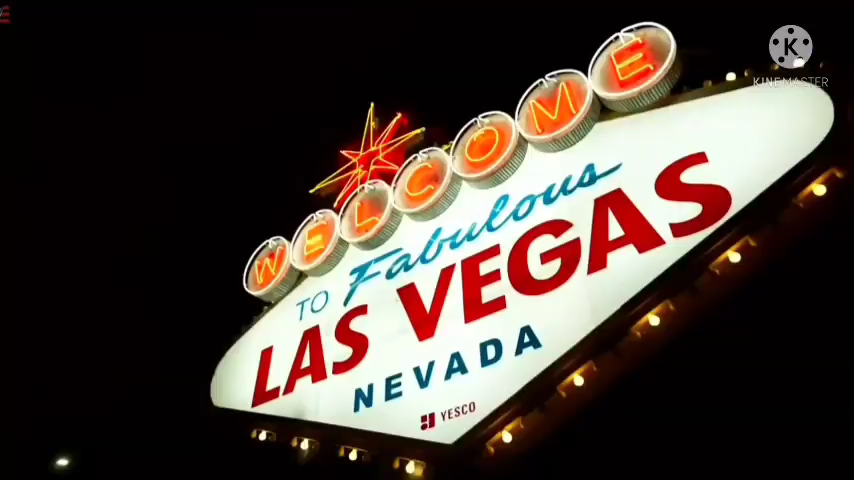 WELCOME
TO Fabulous
LAS VEGAS
NEVADA
YESCO
K
KINEMASTER